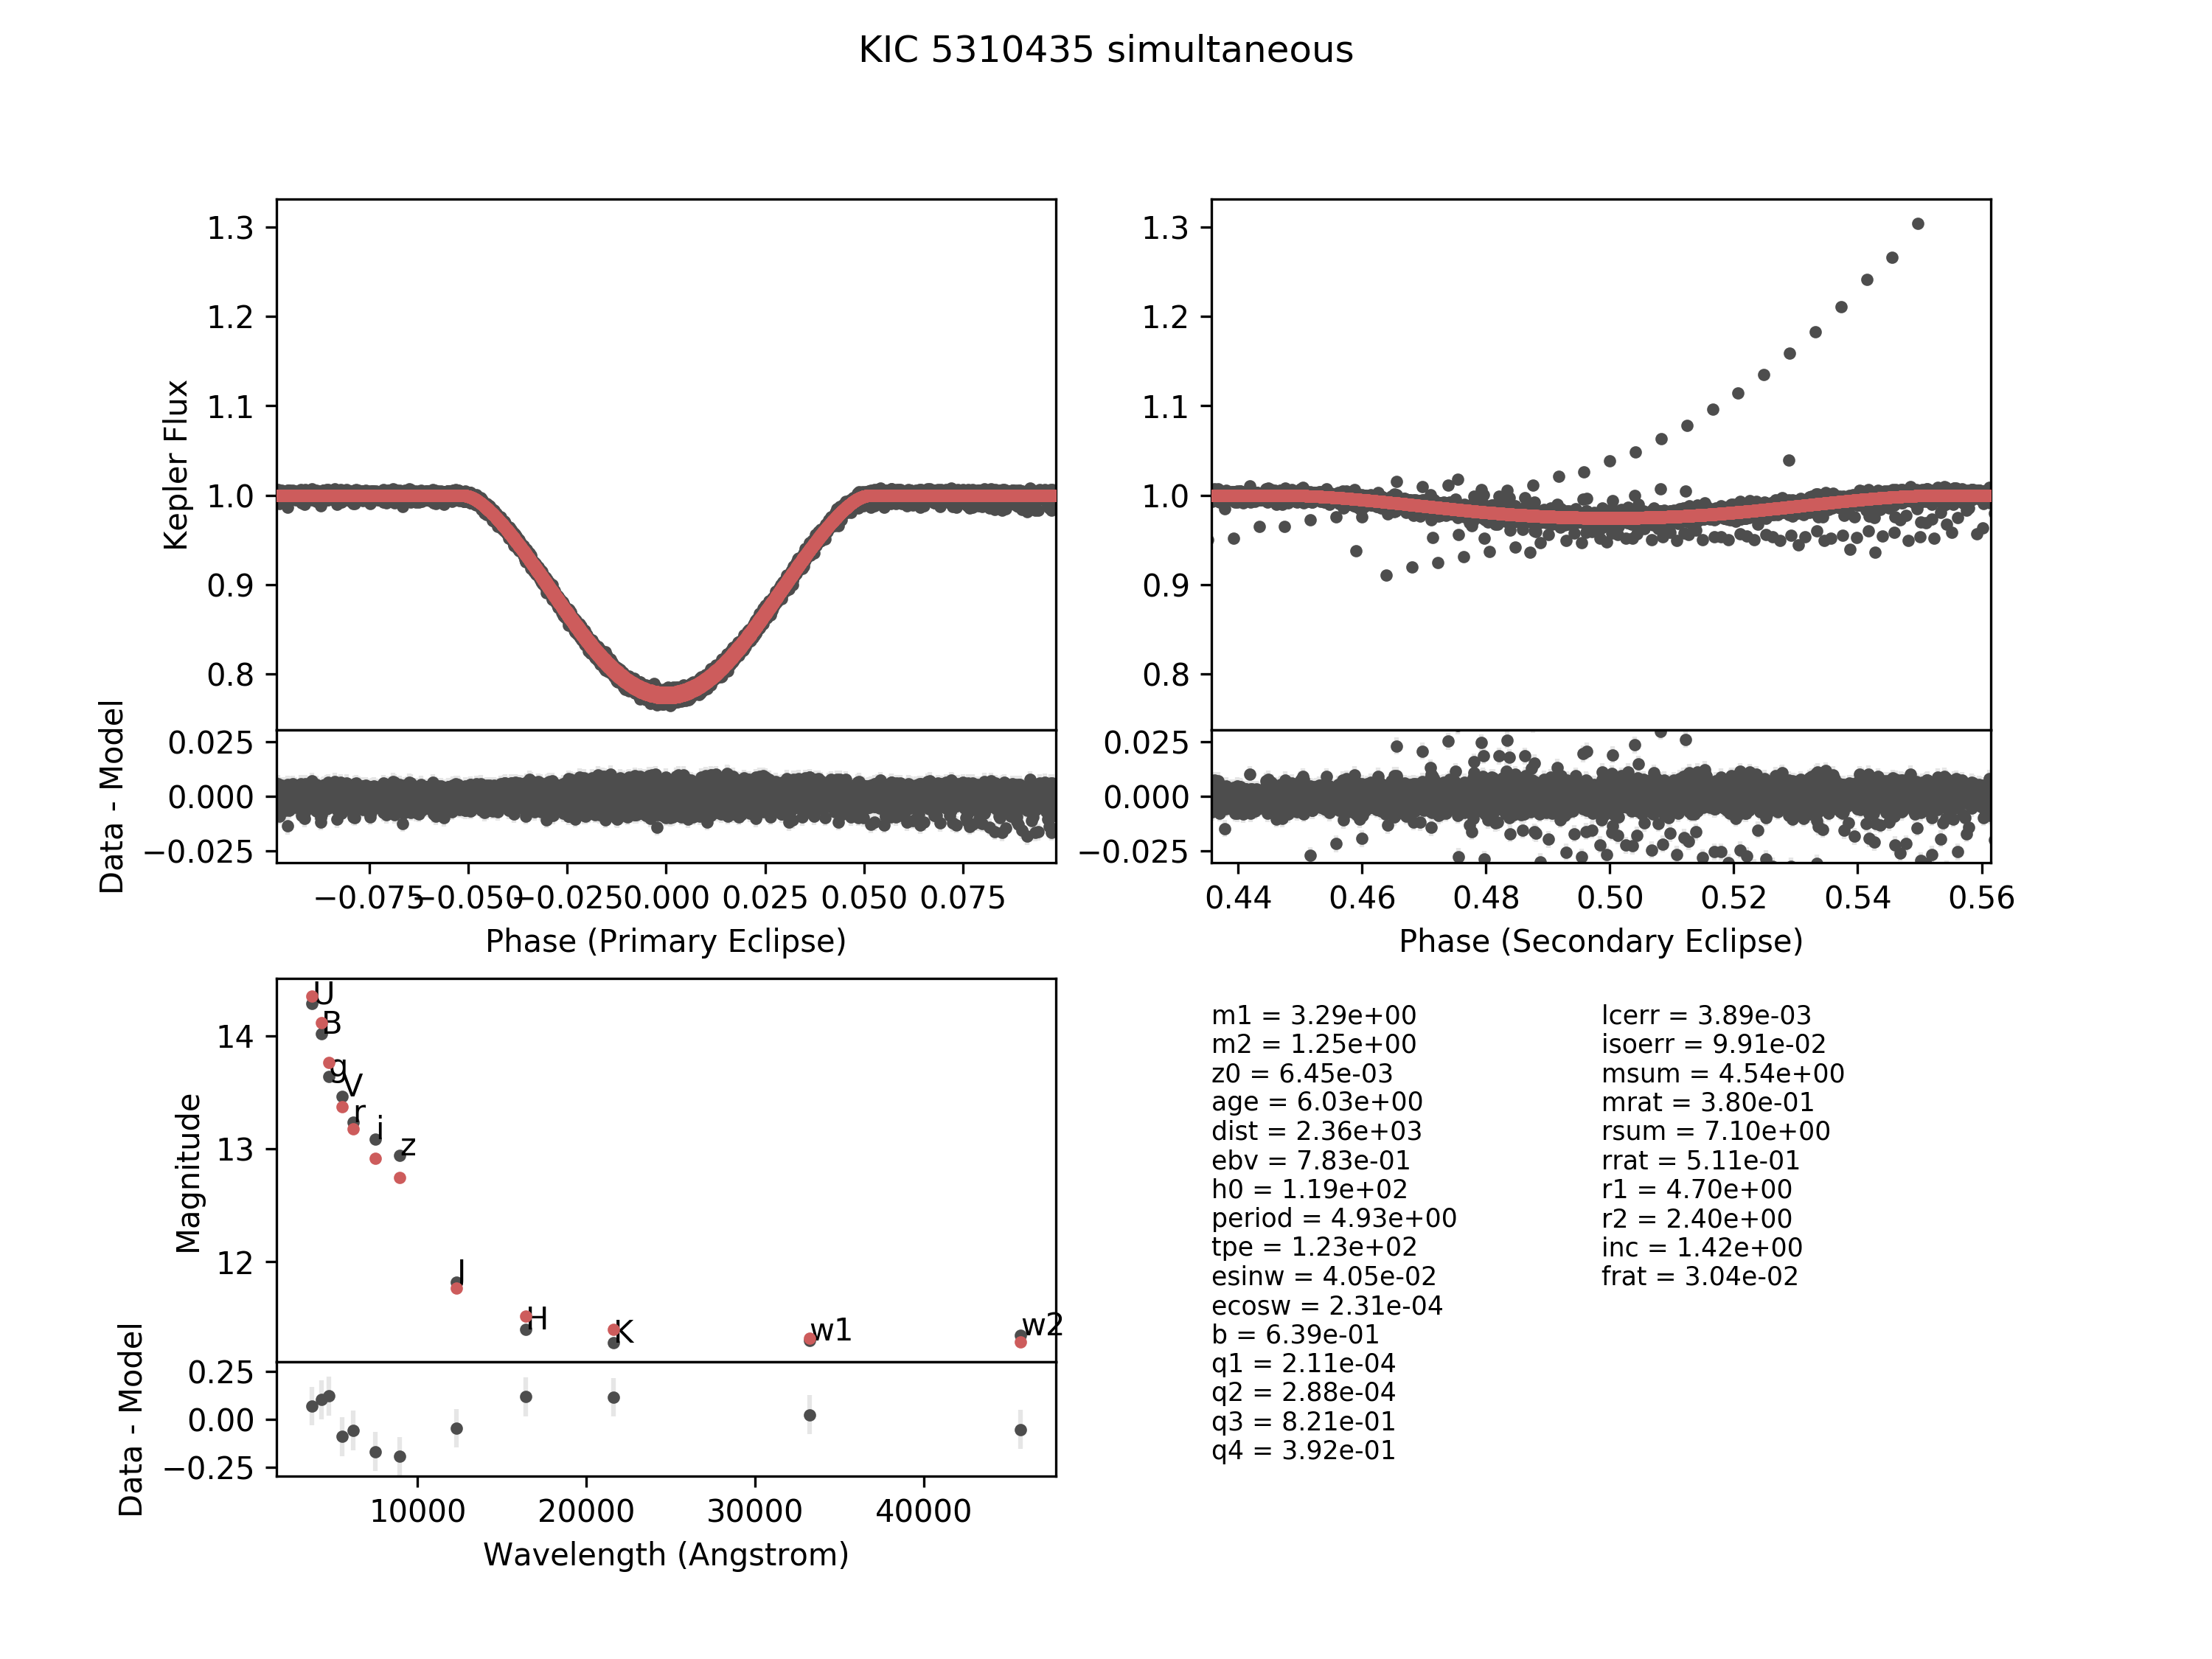 KIC 5310435 simultaneous
Kepler Flux
1.3
1.2
1.1
1.0
0.9
0.8
Data - Model
0.025
0.000
−0.025
−0.075 −0.050 −0.025 0.000 0.025 0.050 0.075
Phase (Primary Eclipse)
1.3
1.2
1.1
1.0
0.9
0.8
0.025
0.000
−0.025
0.44 0.46 0.48 0.50 0.52 0.54 0.56
Phase (Secondary Eclipse)
Magnitude
14
13
12
U
B
g
V
r
i
z
J
H
K
w1
w2
Data - Model
0.25
0.00
−0.25
10000 20000 30000 40000
Wavelength (Angstrom)
m1 = 3.29e+00
m2 = 1.25e+00
z0 = 6.45e-03
age = 6.03e+00
dist = 2.36e+03
ebv = 7.83e-01
h0 = 1.19e+02
period = 4.93e+00
tpe = 1.23e+02
esinw = 4.05e-02
ecosw = 2.31e-04
b = 6.39e-01
q1 = 2.11e-04
q2 = 2.88e-04
q3 = 8.21e-01
q4 = 3.92e-01
lcerr = 3.89e-03
isoerr = 9.91e-02
msum = 4.54e+00
mrat = 3.80e-01
rsum = 7.10e+00
rrat = 5.11e-01
r1 = 4.70e+00
r2 = 2.40e+00
inc = 1.42e+00
frat = 3.04e-02